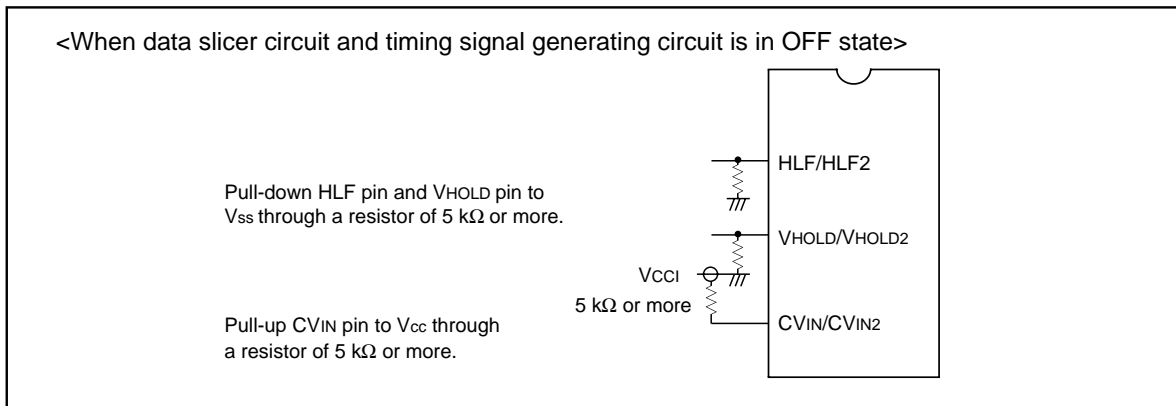 <When data slicer circuit and timing signal generating circuit is in OFF state>
HLF/HLF2
Pull-down HLF pin and VHOLD pin to
Vss through a resistor of 5 kΩ or more.
VHOLD/VHOLD2
VCCI
5 kΩ or more
CVIN/CVIN2
Pull-up CVIN pin to Vcc through
a resistor of 5 kΩ or more.